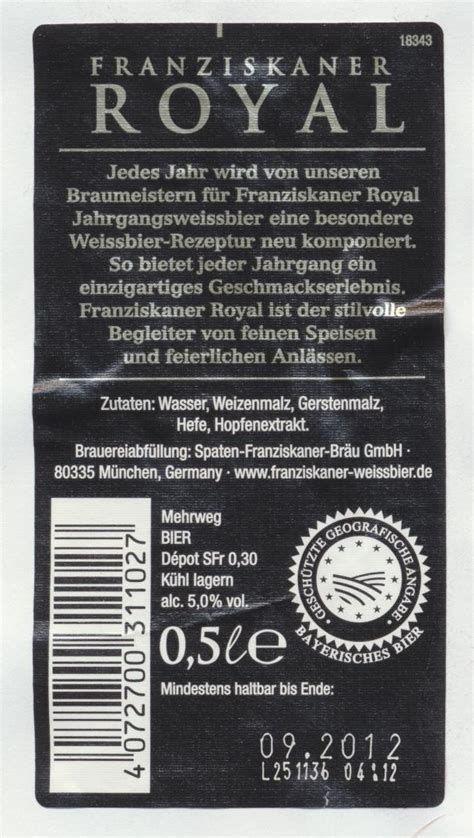 18343
FRANZISKANER
ROYAL
Jedes Jahr wird von unseren
Braumeistern für Franziskaner Royal
Jahrgangsweissbier eine besondere
Weissbier-Rezeptur neu komponiert.
So bietet jeder Jahrgang ein
einzigartiges Geschmackserlebnis.
Franziskaner Royal ist der stilvolle
Begleiter von feinen Speisen
und feierlichen Anlässen.
Zutaten: Wasser, Weizenmalz, Gerstenmalz,
Hefe, Hopfenextrakt.
Brauereiabfüllung: Spaten-Franziskaner-Bräu GmbH ·
80335 München, Germany · www.franziskaner-weissbier.de
Mehrweg
BIER
Dépot SFr 0,30
Kühl lagern
alc. 5,0% vol.
0,5ℓ e
Mindestens haltbar bis Ende:
09.2012
L251136 04:12
4 072700 311027
GESCHÜTZTE GEOGRAFISCHE ANGABE
BAYERISCHES BIER